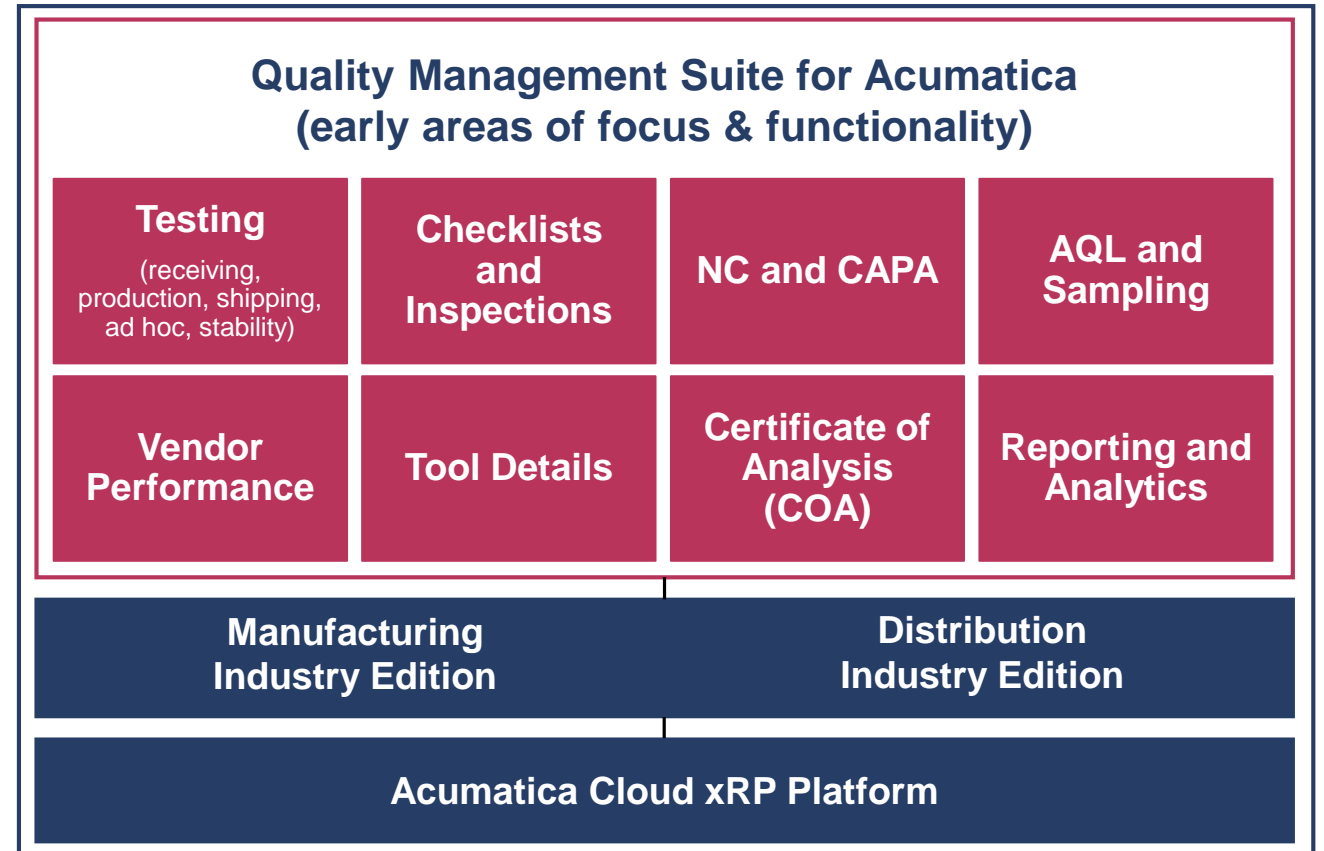 Quality Management Suite for Acumatica
(early areas of focus & functionality)
Testing
(receiving,
production, shipping,
ad hoc, stability)
Checklists
and
Inspections
NC and CAPA
AQL and
Sampling
Vendor
Performance
Tool Details
Certificate of
Analysis
(COA)
Reporting and
Analytics
Manufacturing
Industry Edition
Distribution
Industry Edition
Acumatica Cloud xRP Platform